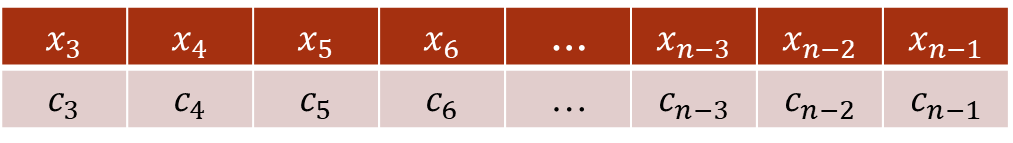 x₃ x₄ x₅ x₆ … xₙ₋₃ xₙ₋₂ xₙ₋₁
c₃ c₄ c₅ c₆ … cₙ₋₃ cₙ₋₂ cₙ₋₁